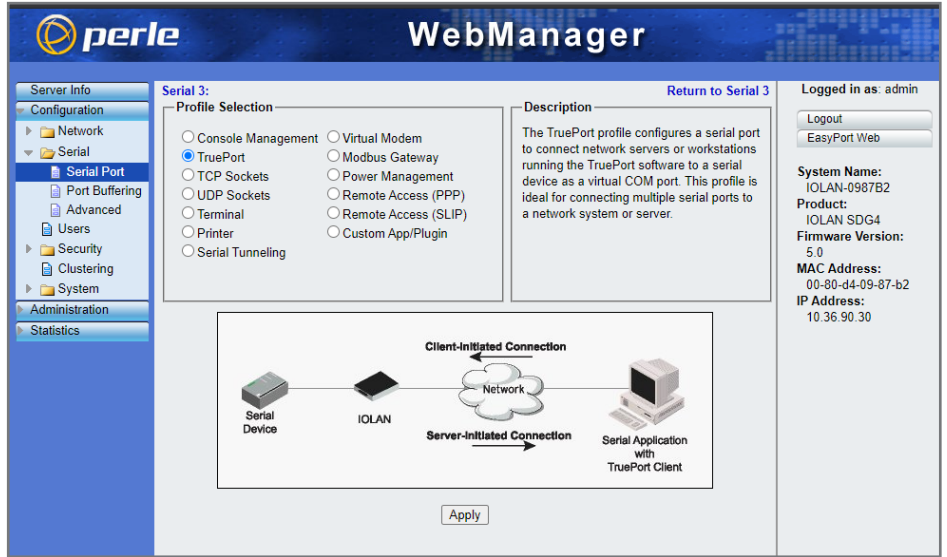 perle
WebManager
Server Info
Configuration
Network
Serial
Serial Port
Port Buffering
Advanced
Users
Security
Clustering
System
Administration
Statistics
Serial 3:
Return to Serial 3
Profile Selection
Console Management
TruePort
TCP Sockets
UDP Sockets
Terminal
Printer
Serial Tunneling
Virtual Modem
Modbus Gateway
Power Management
Remote Access (PPP)
Remote Access (SLIP)
Custom App/Plugin
Description
The TruePort profile configures a serial port
to connect network servers or workstations
running the TruePort software to a serial
device as a virtual COM port. This profile is
ideal for connecting multiple serial ports to
a network system or server.
Client-Initiated Connection
Network
Serial
Device
IOLAN
Server-Initiated Connection
Serial Application
with
TruePort Client
Apply
Logged in as: admin
Logout
EasyPort Web
System Name:
IOLAN-0987B2
Product:
IOLAN SDG4
Firmware Version:
5.0
MAC Address:
00-80-d4-09-87-b2
IP Address:
10.36.90.30